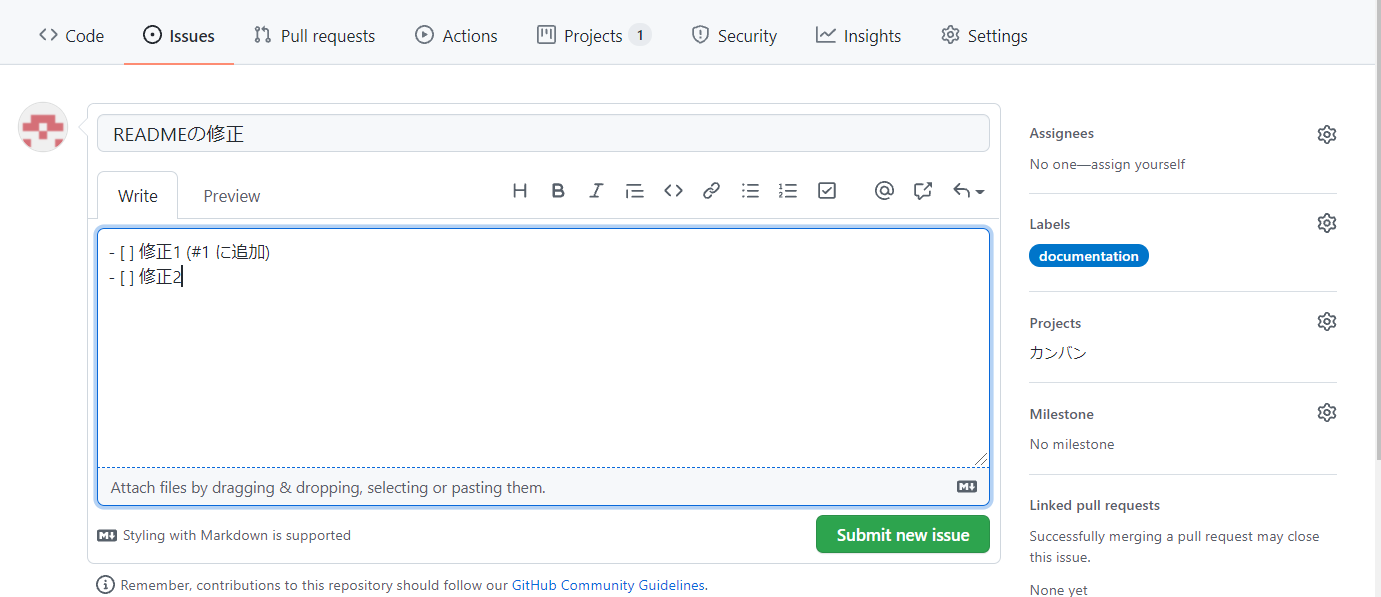 Code Issues Pull requests Actions Projects 1 Security Insights Settings
READMEの修正
Write Preview
- [ ] 修正1 (#1 に追加)
- [ ] 修正2
Attach files by dragging & dropping, selecting or pasting them.
Styling with Markdown is supported
Submit new issue
Remember, contributions to this repository should follow our GitHub Community Guidelines.
Assignees
No one—assign yourself
Labels
documentation
Projects
カンバン
Milestone
No milestone
Linked pull requests
Successfully merging a pull request may close
this issue.
None yet